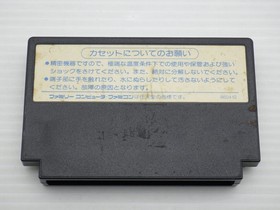 カセットについてのお願い
●精密機器ですので、極端な温度条件下での使用や保管および強い
ショックをさけてください。また、絶対に分解しないでください。
●端子部に手を触れたり、水にぬらしたりして汚さないようにして
ください。故障の原因となります。
ファミリー コンピュータ ファミコン